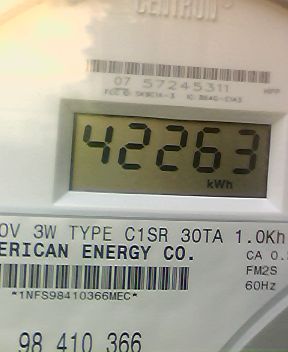 CENTRON
07 57245311
42263
kWh
0V 3W TYPE C1SR 30TA 1.0Kh
ERICAN ENERGY CO.
CA 0.
FM2S
60Hz
*1NFS98410366MEC*
98 410 366